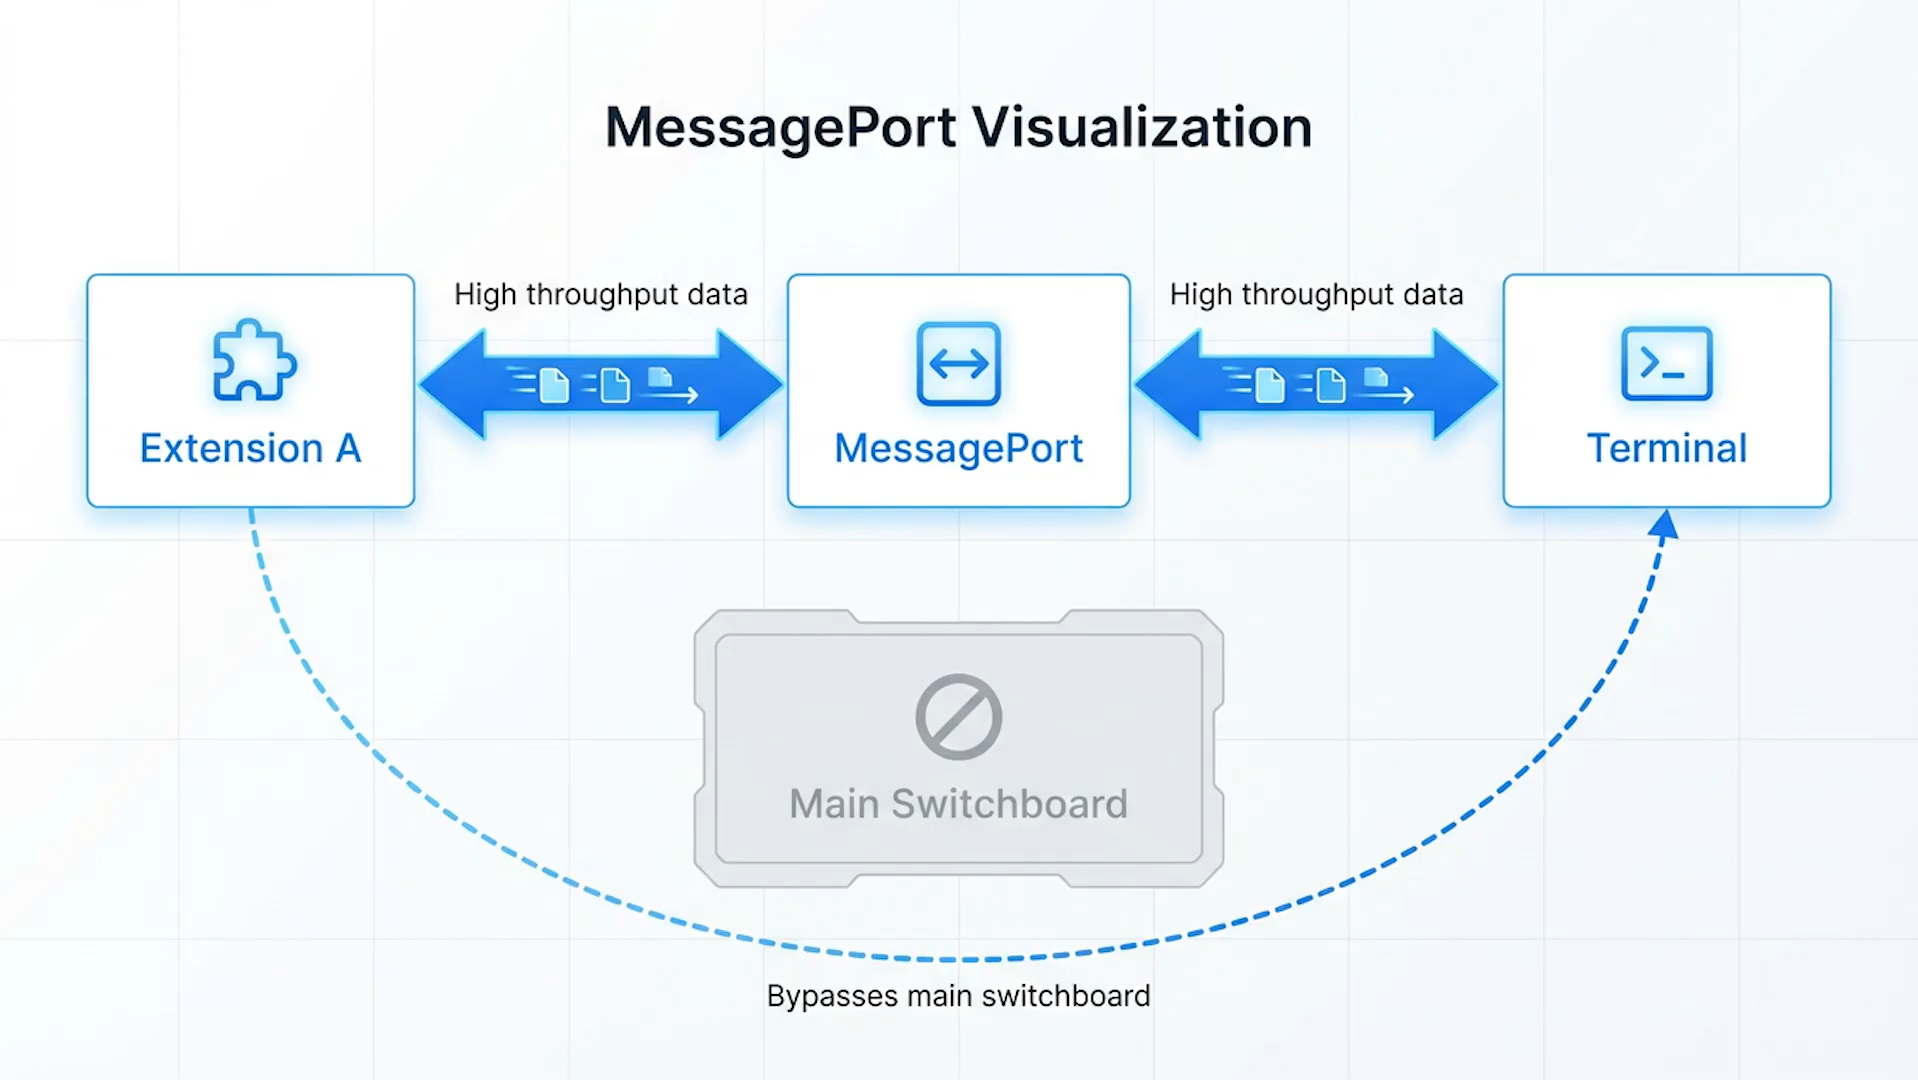 MessagePort Visualization
High throughput data
High throughput data
Extension A
MessagePort
Terminal
Main Switchboard
Bypasses main switchboard